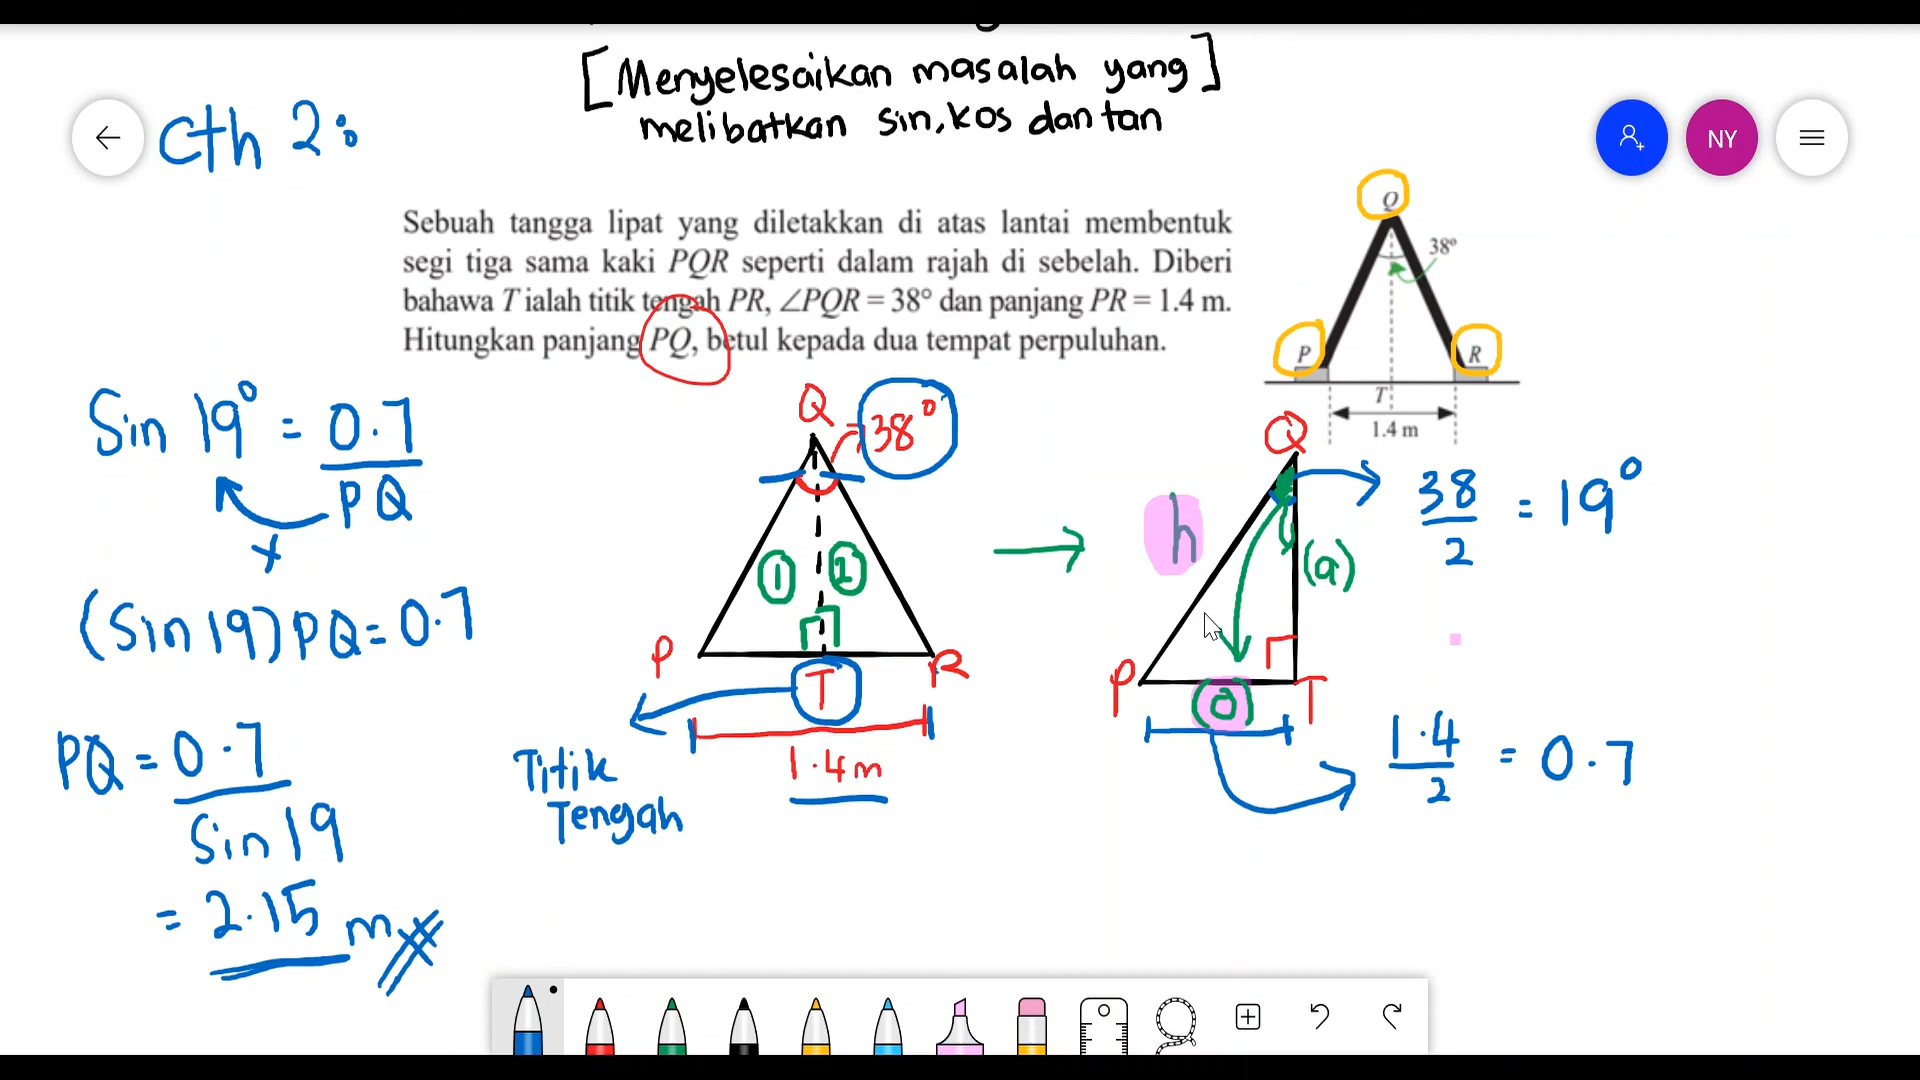 [Menyelesaikan masalah yang]
melibatkan sin, kos dan tan
Cth 2:
NY
Sebuah tangga lipat yang diletakkan di atas lantai membentuk
segi tiga sama kaki PQR seperti dalam rajah di sebelah. Diberi
bahawa T ialah titik tengah PR, ∠PQR = 38° dan panjang PR = 1.4 m.
Hitungkan panjang PQ, betul kepada dua tempat perpuluhan.
Q
38°
P
R
T
1.4 m
Sin 19° = 0.7
PQ
x
(Sin 19) PQ = 0.7
PQ = 0.7
Sin 19
= 2.15 m
Q
= 38°
1
2
P
T
R
1.4 m
Titik
Tengah
Q
h
(a)
P
o
T
38
2
= 19°
1.4
2
= 0.7